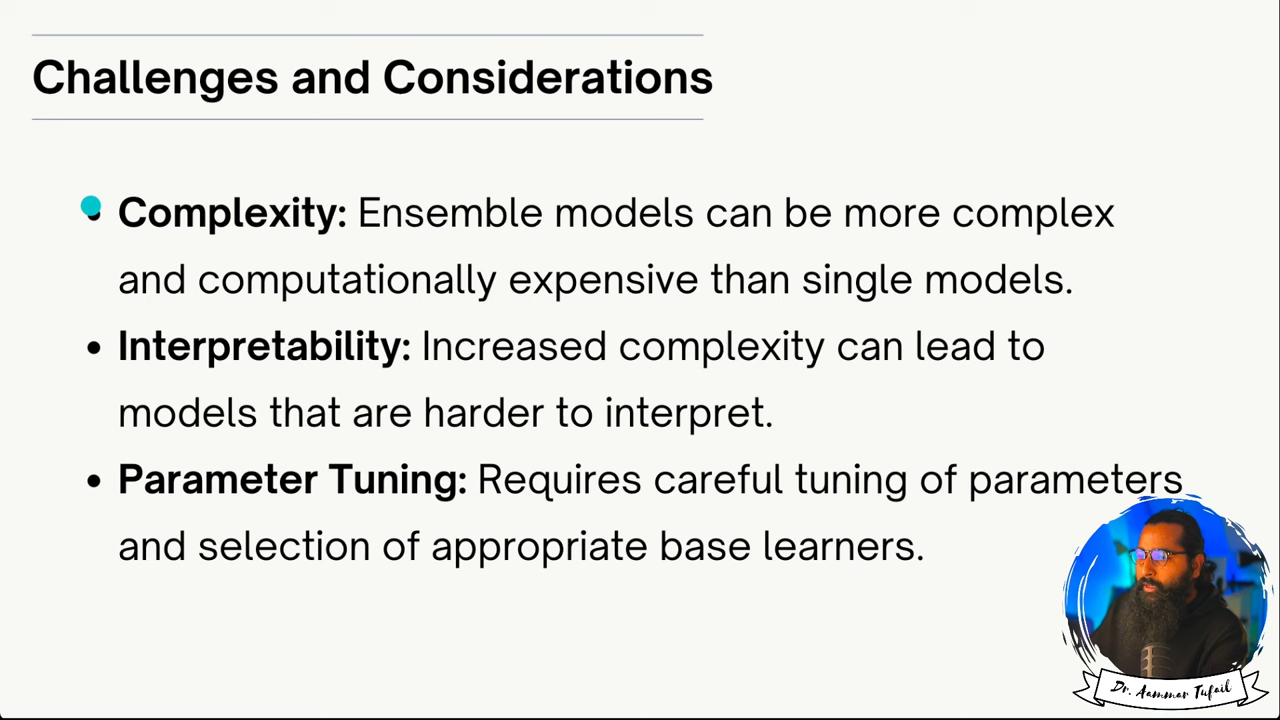 Challenges and Considerations
• Complexity: Ensemble models can be more complex
and computationally expensive than single models.
• Interpretability: Increased complexity can lead to
models that are harder to interpret.
• Parameter Tuning: Requires careful tuning of parameters
and selection of appropriate base learners.
Dr. Aammar Tufail